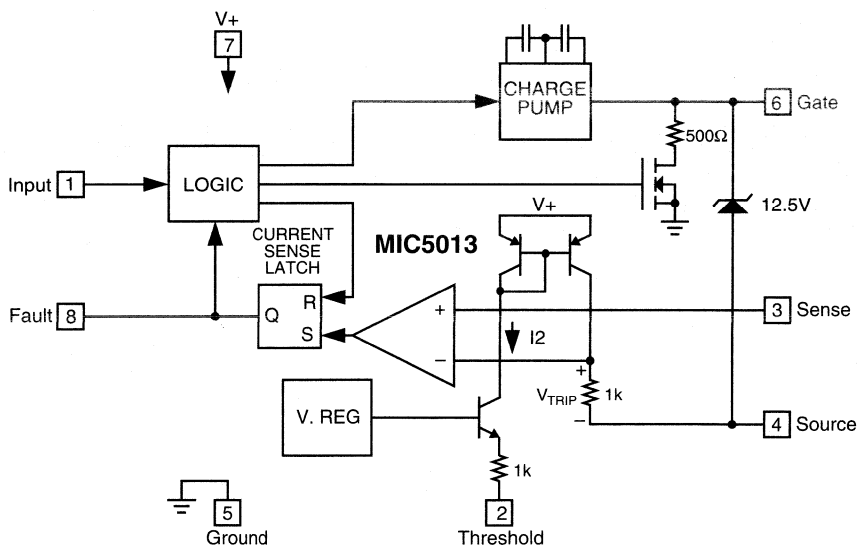 V+
7
CHARGE
PUMP
6 Gate
500Ω
Input 1
LOGIC
V+
12.5V
CURRENT
SENSE
LATCH
MIC5013
R
Fault 8
Q
S
+
3 Sense
I2
−
+
VTRIP
1k
−
4 Source
V. REG
1k
5
Ground
2
Threshold